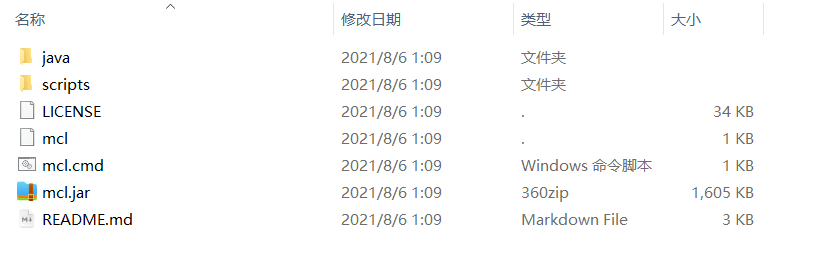 名称 修改日期 类型 大小
java 2021/8/6 1:09 文件夹
scripts 2021/8/6 1:09 文件夹
LICENSE 2021/8/6 1:09 . 34 KB
mcl 2021/8/6 1:09 . 1 KB
mcl.cmd 2021/8/6 1:09 Windows 命令脚本 1 KB
mcl.jar 2021/8/6 1:09 360zip 1,605 KB
README.md 2021/8/6 1:09 Markdown File 3 KB